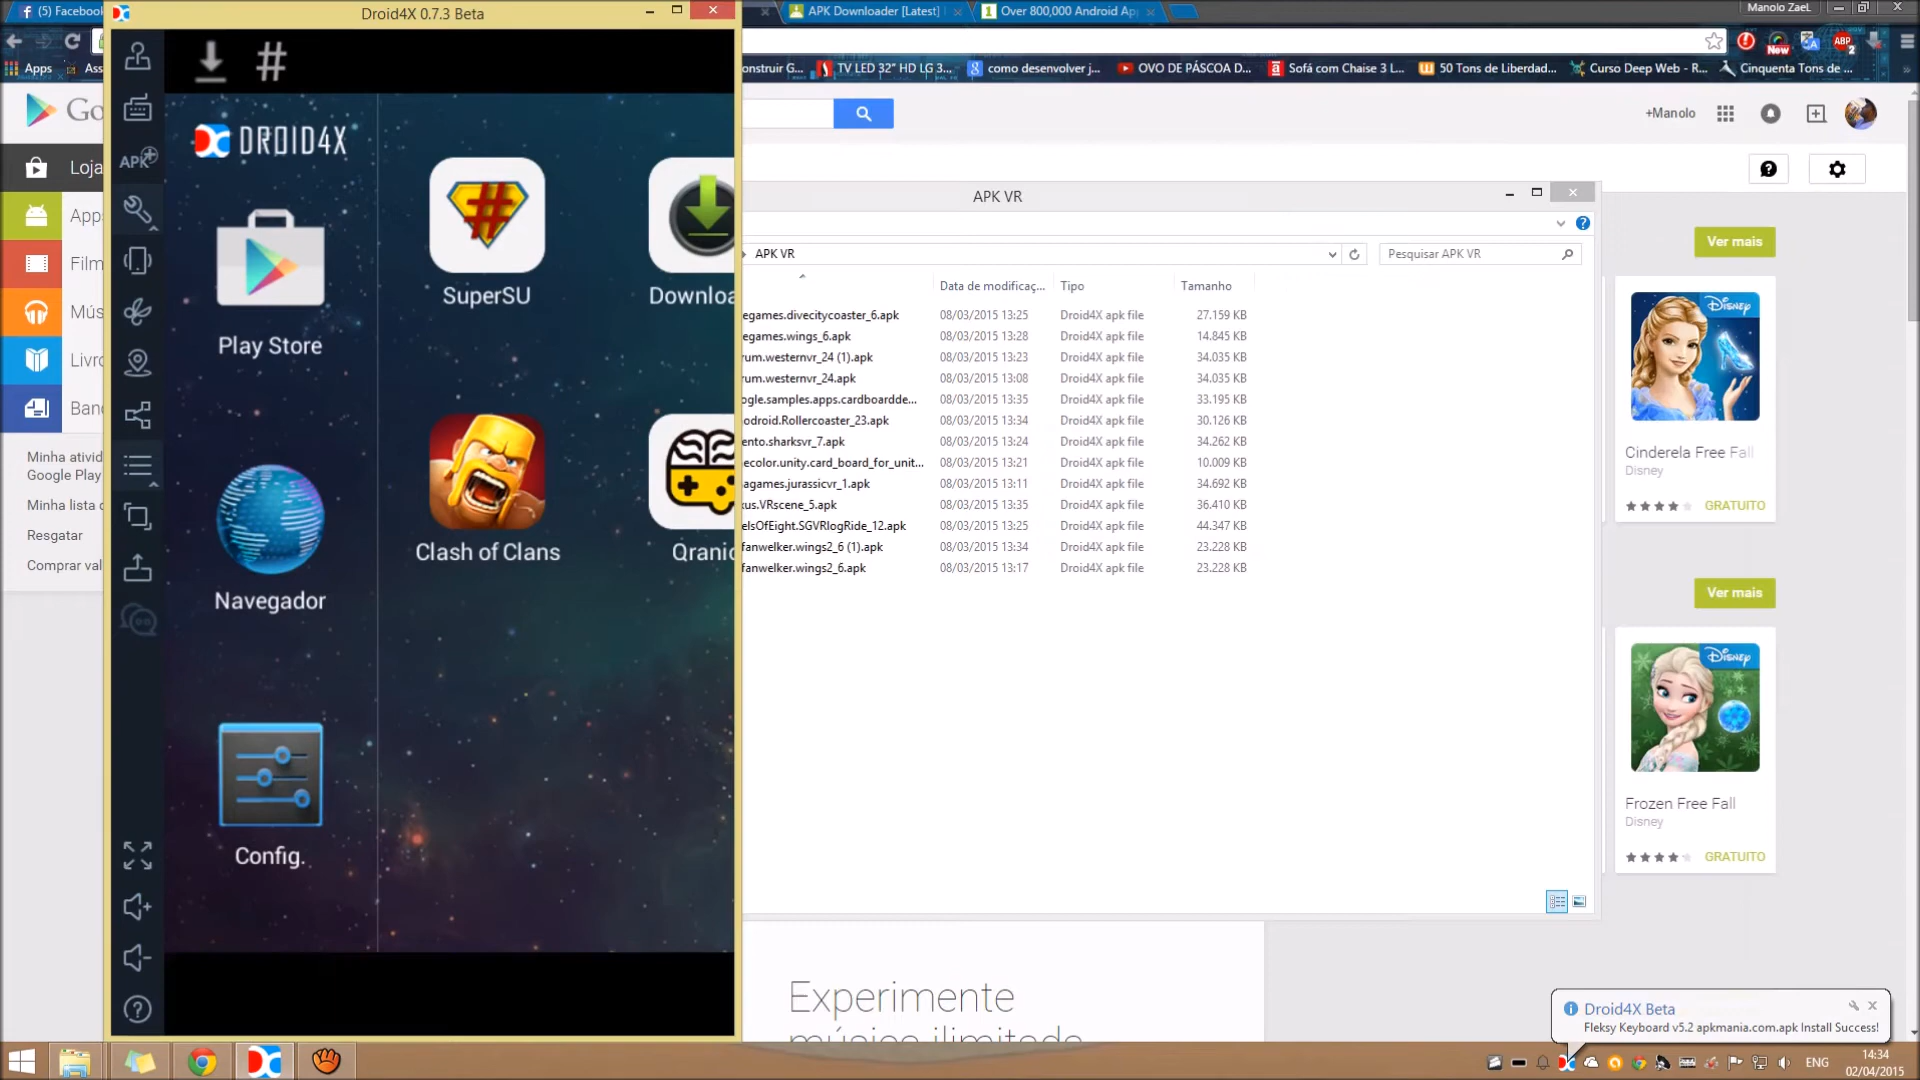 (5) Facebook
Droid4X 0.7.3 Beta
APK Downloader [Latest]
Over 800,000 Android Ap
Manolo ZaeL
Apps
Ass
onstruir G...
TV LED 32" HD LG 3...
como desenvolver j...
OVO DE PÁSCOA D...
Sofá com Chaise 3 L...
50 Tons de Liberdad...
Curso Deep Web - R...
Cinquenta Tons de ...
New
ABP
2
Go
+Manolo
Loja
Apps
Film
Mús
Livro
Banc
Minha ativid
Google Play
Minha lista d
Resgatar
Comprar val
APK
#
DROID4X
Play Store
SuperSU
Downloa
Navegador
Clash of Clans
Qranio
Config.
APK VR
APK VR
Pesquisar APK VR
Data de modificaç...
Tipo
Tamanho
egames.divecitycoaster_6.apk 08/03/2015 13:25 Droid4X apk file 27.159 KB
egames.wings_6.apk 08/03/2015 13:28 Droid4X apk file 14.845 KB
rum.westernvr_24 (1).apk 08/03/2015 13:23 Droid4X apk file 34.035 KB
rum.westernvr_24.apk 08/03/2015 13:08 Droid4X apk file 34.035 KB
ogle.samples.apps.cardboardde... 08/03/2015 13:35 Droid4X apk file 33.195 KB
odroid.Rollercoaster_23.apk 08/03/2015 13:34 Droid4X apk file 30.126 KB
ento.sharksvr_7.apk 08/03/2015 13:24 Droid4X apk file 34.262 KB
ecolor.unity.card_board_for_unit... 08/03/2015 13:21 Droid4X apk file 10.009 KB
agames.jurassicvr_1.apk 08/03/2015 13:11 Droid4X apk file 34.692 KB
xus.VRscene_5.apk 08/03/2015 13:35 Droid4X apk file 36.410 KB
elsOfEight.SGVRlogRide_12.apk 08/03/2015 13:25 Droid4X apk file 44.347 KB
fanwelker.wings2_6 (1).apk 08/03/2015 13:34 Droid4X apk file 23.228 KB
fanwelker.wings2_6.apk 08/03/2015 13:17 Droid4X apk file 23.228 KB
Ver mais
Disney
Cinderela Free Fall
Disney
GRATUITO
Ver mais
Disney
Frozen Free Fall
Disney
GRATUITO
Experimente
música ilimitada
Droid4X Beta
Fleksy Keyboard v5.2 apkmania.com.apk Install Success!
ENG
14:34
02/04/2015